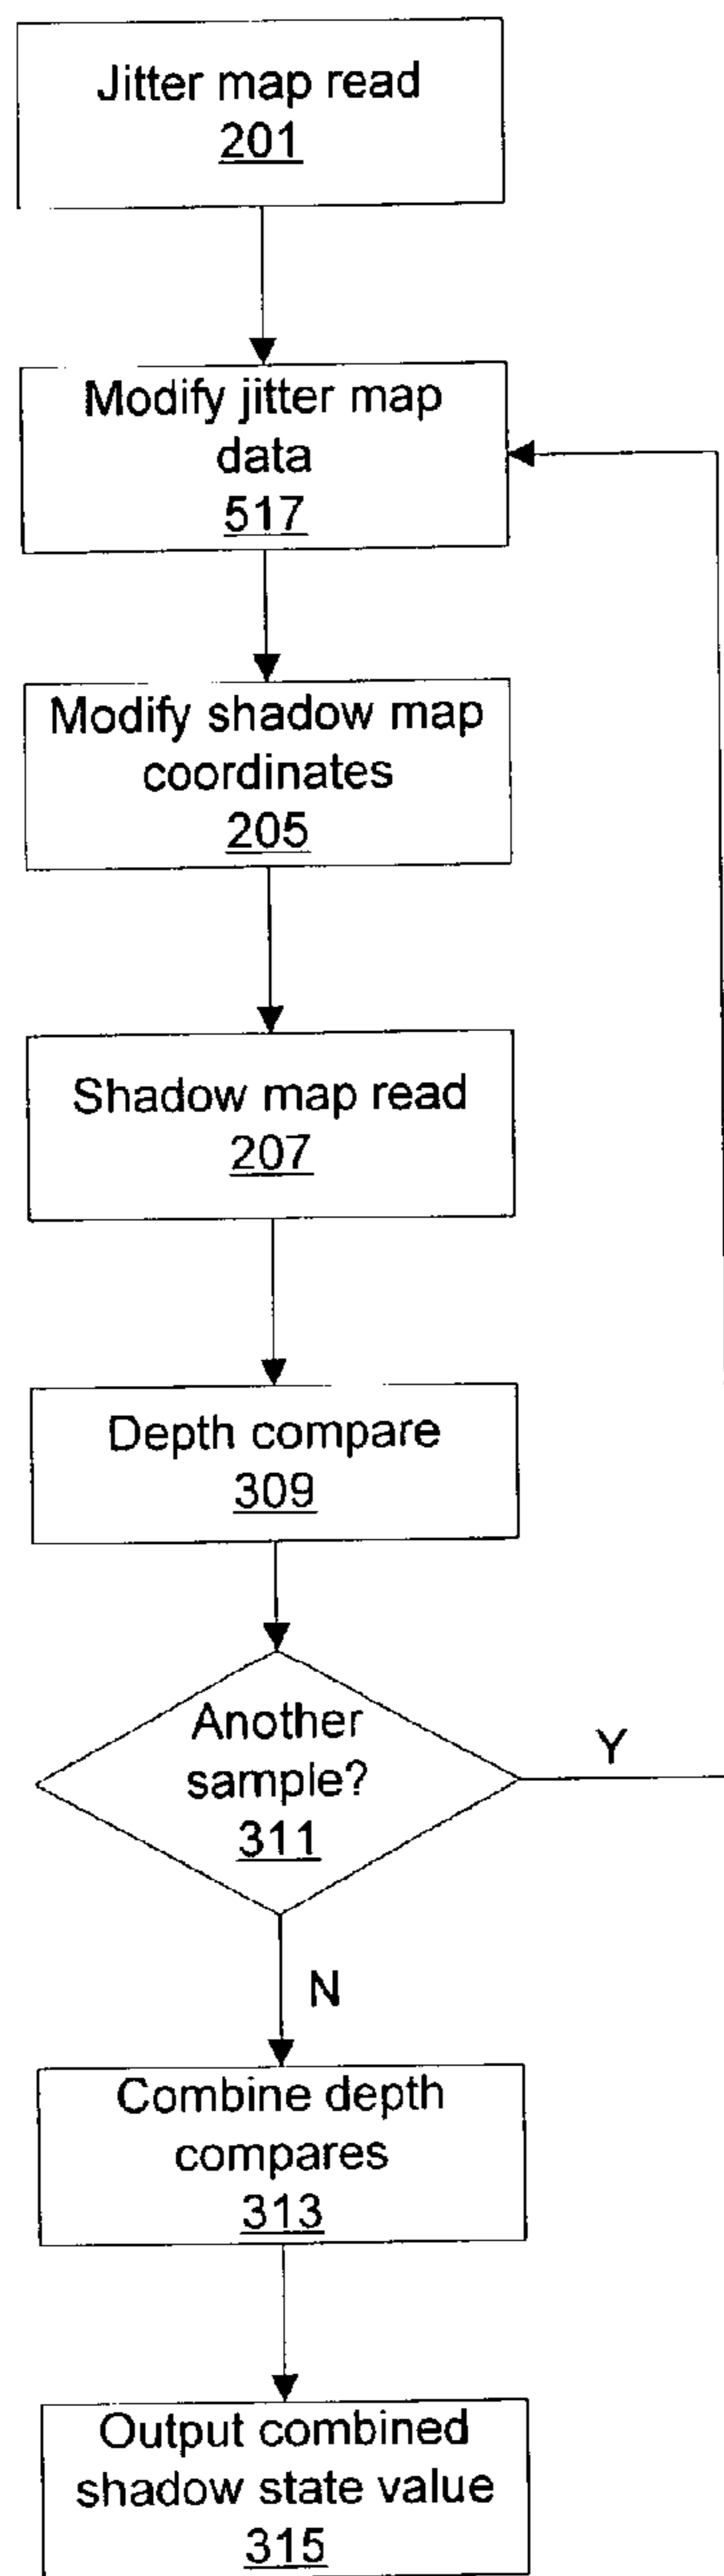 Jitter map read
201
Modify jitter map
data
517
Modify shadow map
coordinates
205
Shadow map read
207
Depth compare
309
Another
sample?
311
Y
N
Combine depth
compares
313
Output combined
shadow state value
315